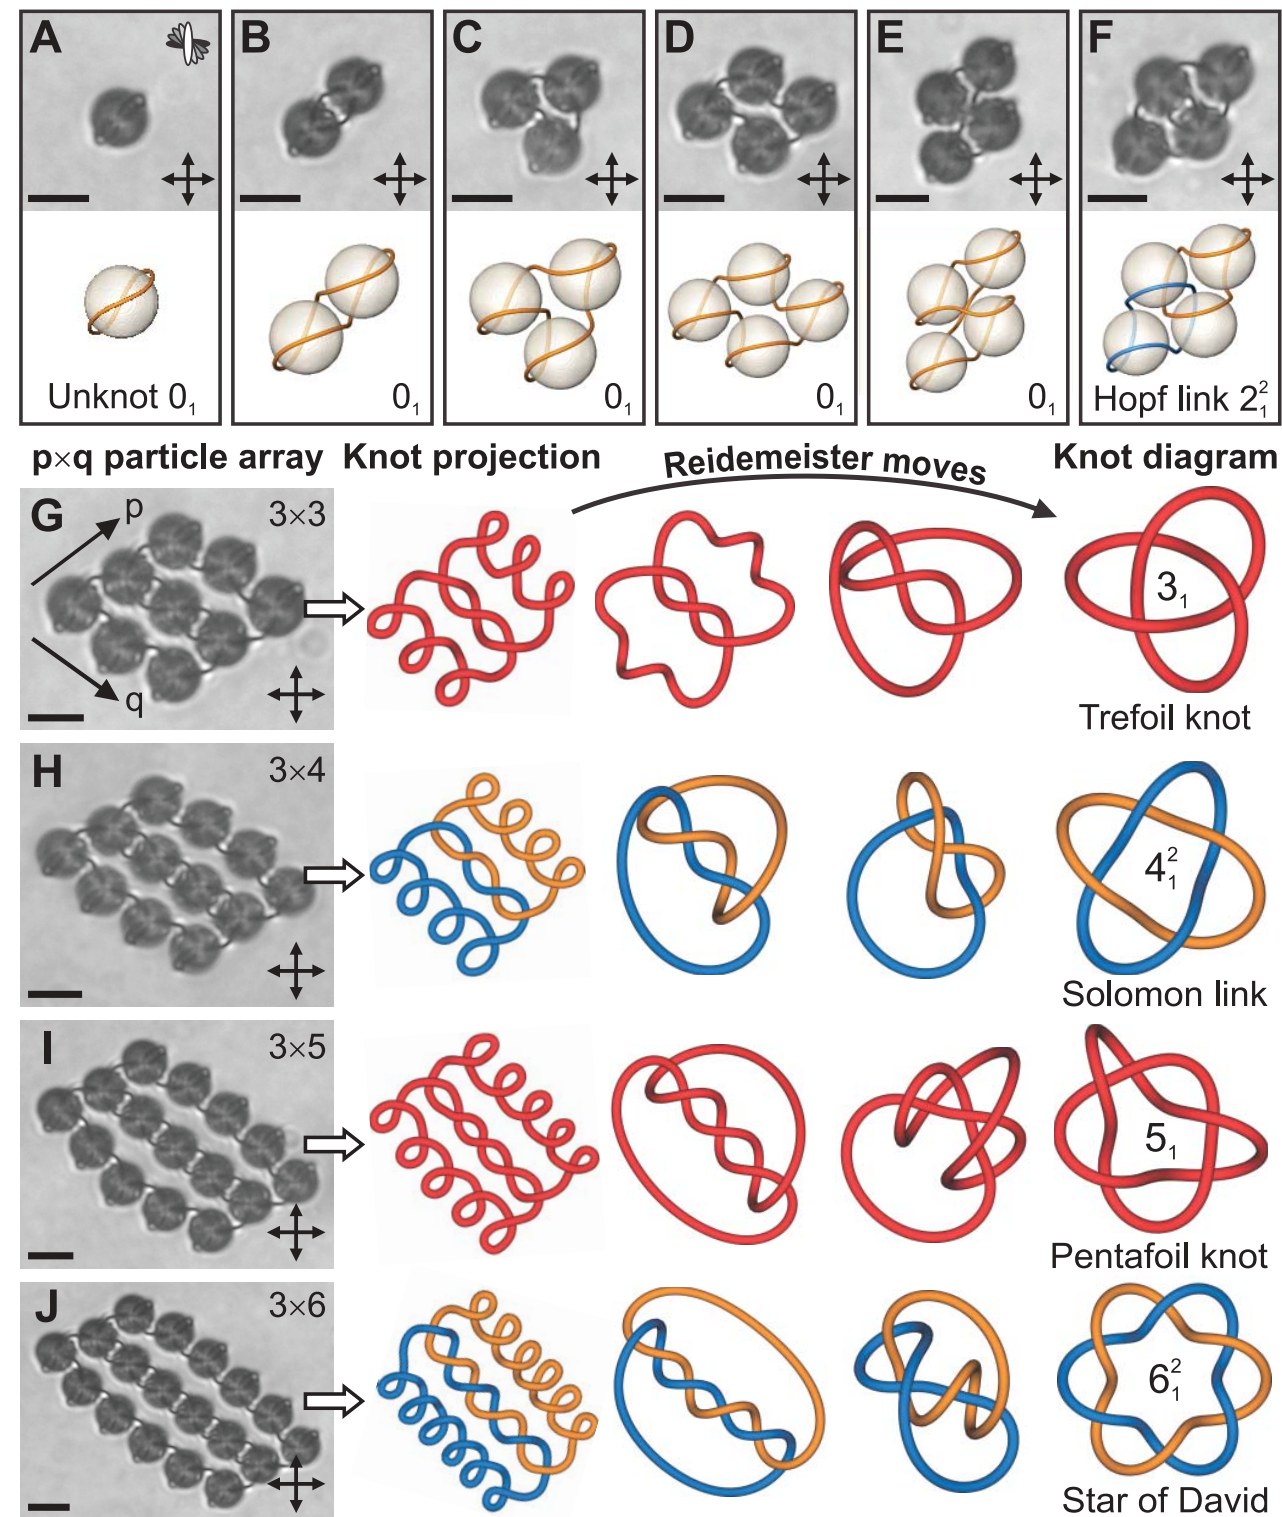 A B C D E F
Unknot 0₁ 0₁ 0₁ 0₁ 0₁ Hopf link 2²₁
p×q particle array Knot projection Reidemeister moves Knot diagram
G p 3×3
3₁
q
Trefoil knot
H 3×4
4²₁
Solomon link
I 3×5
5₁
Pentafoil knot
J 3×6
6²₁
Star of David